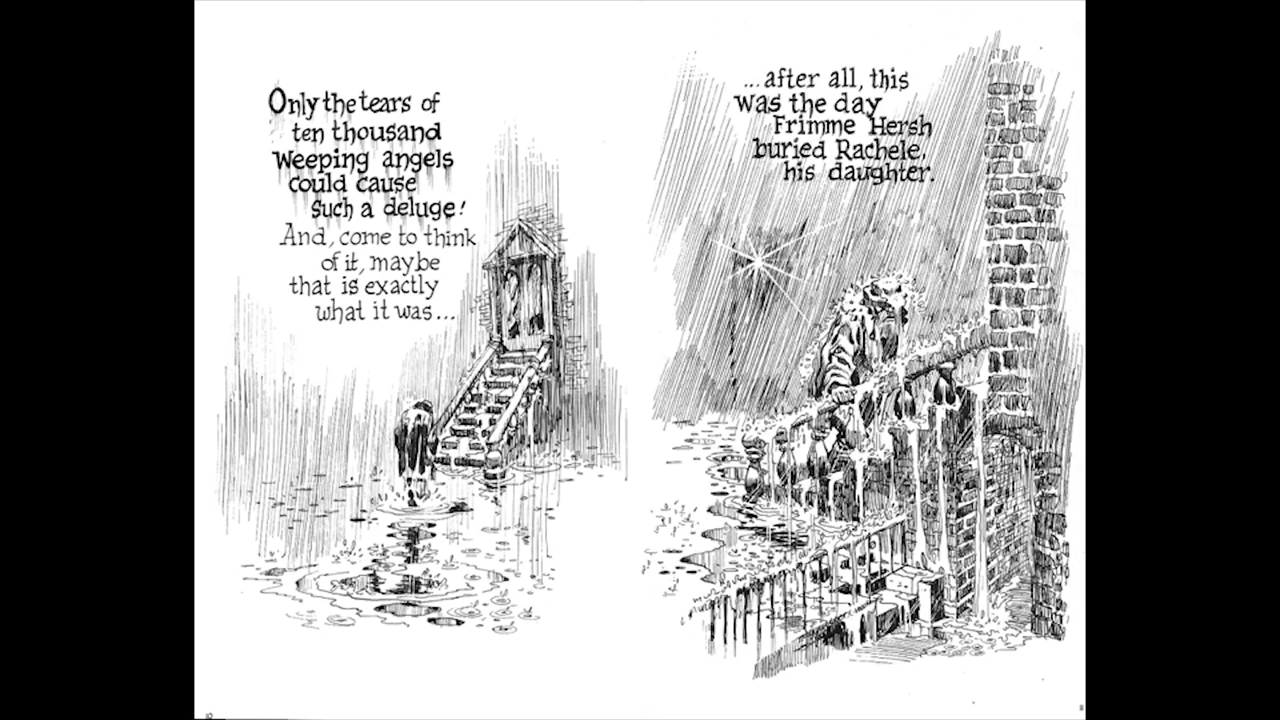 Only the tears of
ten thousand
Weeping angels
could cause
such a deluge!
And, come to think
of it, maybe
that is exactly
what it was...
...after all, this
was the day
Frimme Hersh
buried Rachele,
his daughter.